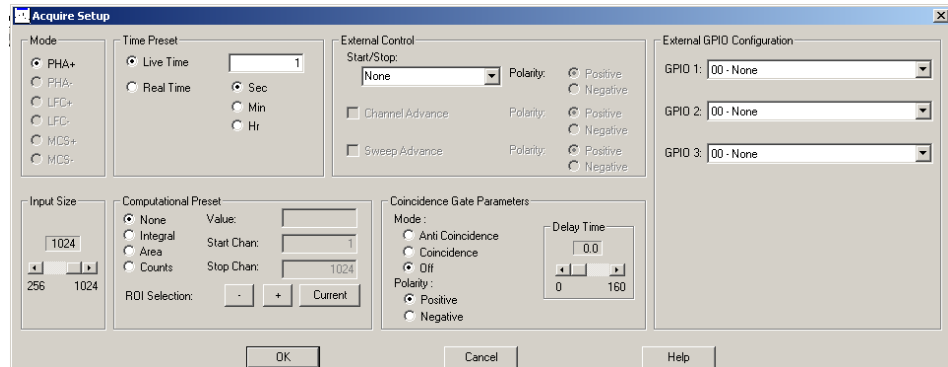 Acquire Setup
Mode
PHA+
PHA-
LFC+
LFC-
MCS+
MCS-
Time Preset
Live Time 1
Real Time
Sec
Min
Hr
External Control
Start/Stop:
None
Polarity:
Positive
Negative
Channel Advance
Polarity:
Positive
Negative
Sweep Advance
Polarity:
Positive
Negative
External GPIO Configuration
GPIO 1: 00 - None
GPIO 2: 00 - None
GPIO 3: 00 - None
Input Size
1024
256 1024
Computational Preset
None
Integral
Area
Counts
Value:
Start Chan: 1
Stop Chan: 1024
ROI Selection: - + Current
Coincidence Gate Parameters
Mode :
Anti Coincidence
Coincidence
Off
Polarity :
Positive
Negative
Delay Time
0.0
0 160
OK Cancel Help